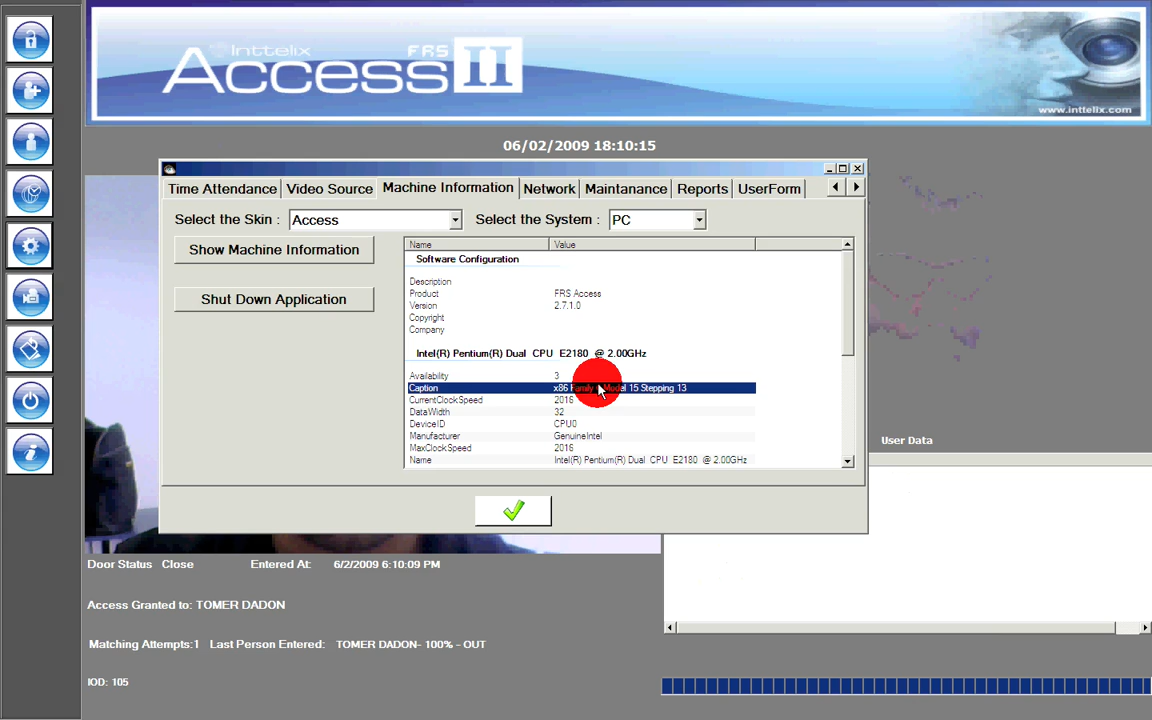 Inttelix FRS
Access II
www.inttelix.com
06/02/2009 18:10:15
Time Attendance Video Source Machine Information Network Maintanance Reports UserForm
Select the Skin : Access Select the System : PC
Show Machine Information
Shut Down Application
Name Value
Software Configuration
Description
Product FRS Access
Version 2.7.1.0
Copyright
Company
Intel(R) Pentium(R) Dual CPU E2180 @ 2.00GHz
Availability 3
Caption x86 Family Model 15 Stepping 13
CurrentClockSpeed 2016
DataWidth 32
DeviceID CPU0
Manufacturer GenuineIntel
MaxClockSpeed 2016
Name Intel(R) Pentium(R) Dual CPU E2180 @ 2.00GHz
User Data
Door Status Close Entered At: 6/2/2009 6:10:09 PM
Access Granted to: TOMER DADON
Matching Attempts:1 Last Person Entered: TOMER DADON- 100% - OUT
IOD: 105